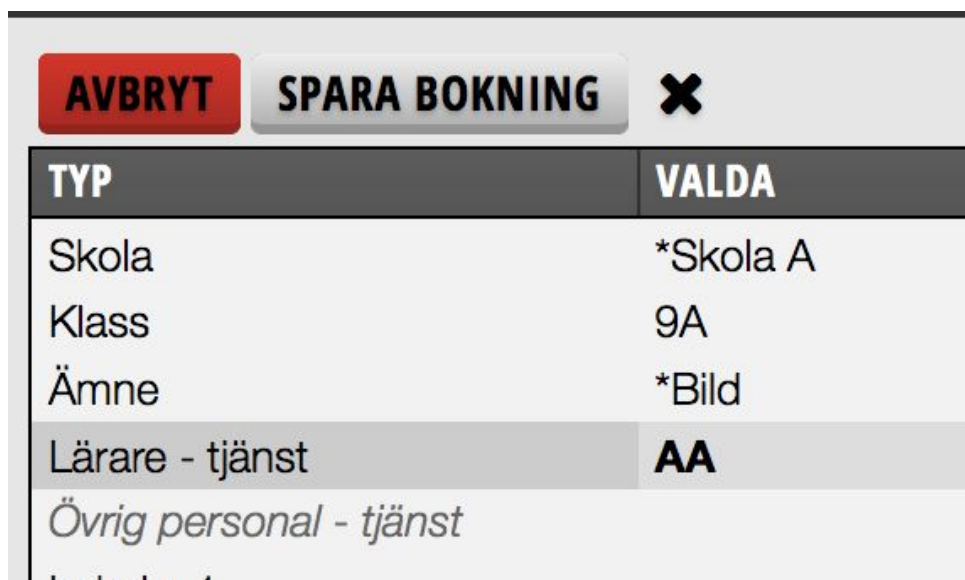 AVBRYT SPARA BOKNING
TYP VALDA
Skola *Skola A
Klass 9A
Ämne *Bild
Lärare - tjänst AA
Övrig personal - tjänst